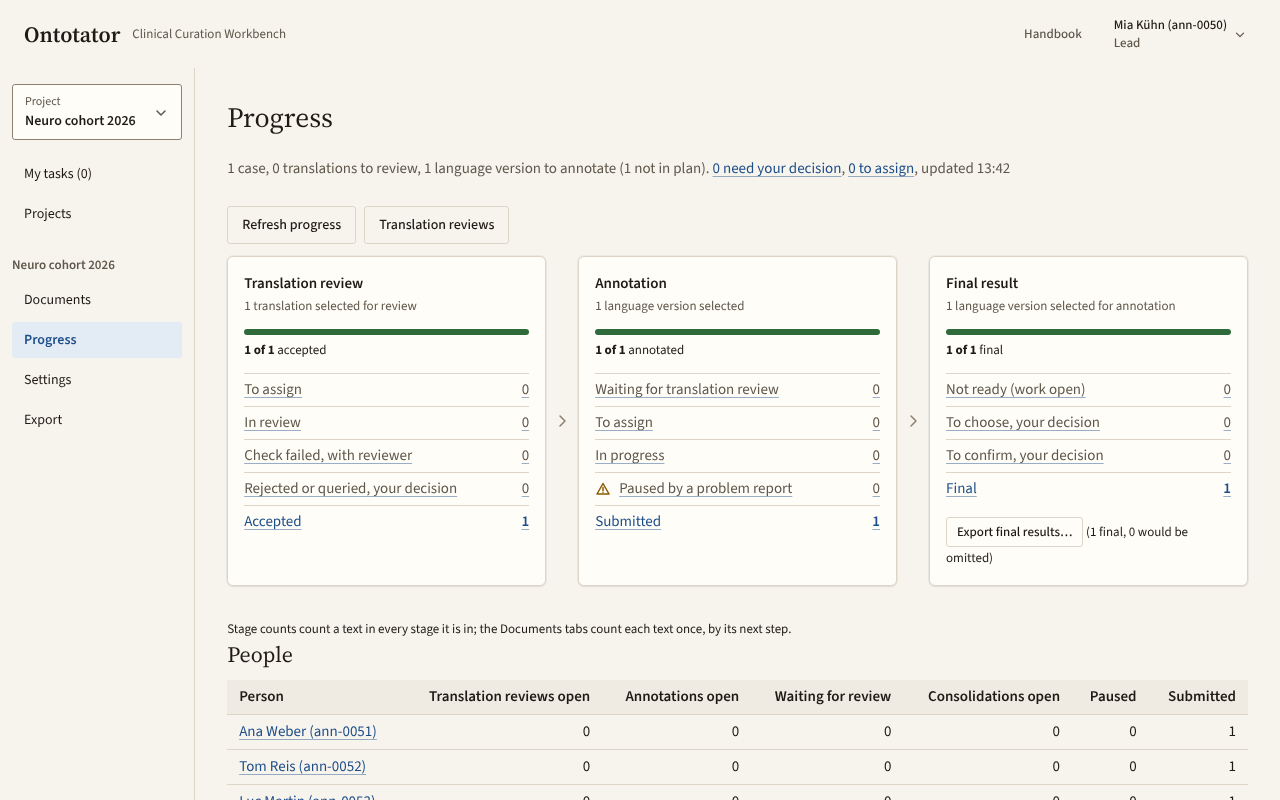 Ontotator Clinical Curation Workbench
Handbook
Mia Kühn (ann-0050)
Lead
Project
Neuro cohort 2026
My tasks (0)
Projects
Neuro cohort 2026
Documents
Progress
Settings
Export
Progress
1 case, 0 translations to review, 1 language version to annotate (1 not in plan). 0 need your decision, 0 to assign, updated 13:42
Refresh progress
Translation reviews
Translation review
1 translation selected for review
1 of 1 accepted
To assign 0
In review 0
Check failed, with reviewer 0
Rejected or queried, your decision 0
Accepted 1
Annotation
1 language version selected
1 of 1 annotated
Waiting for translation review 0
To assign 0
In progress 0
Paused by a problem report 0
Submitted 1
Final result
1 language version selected for annotation
1 of 1 final
Not ready (work open) 0
To choose, your decision 0
To confirm, your decision 0
Final 1
Export final results… (1 final, 0 would be
omitted)
Stage counts count a text in every stage it is in; the Documents tabs count each text once, by its next step.
People
Person Translation reviews open Annotations open Waiting for review Consolidations open Paused Submitted
Ana Weber (ann-0051) 0 0 0 0 0 1
Tom Reis (ann-0052) 0 0 0 0 0 1